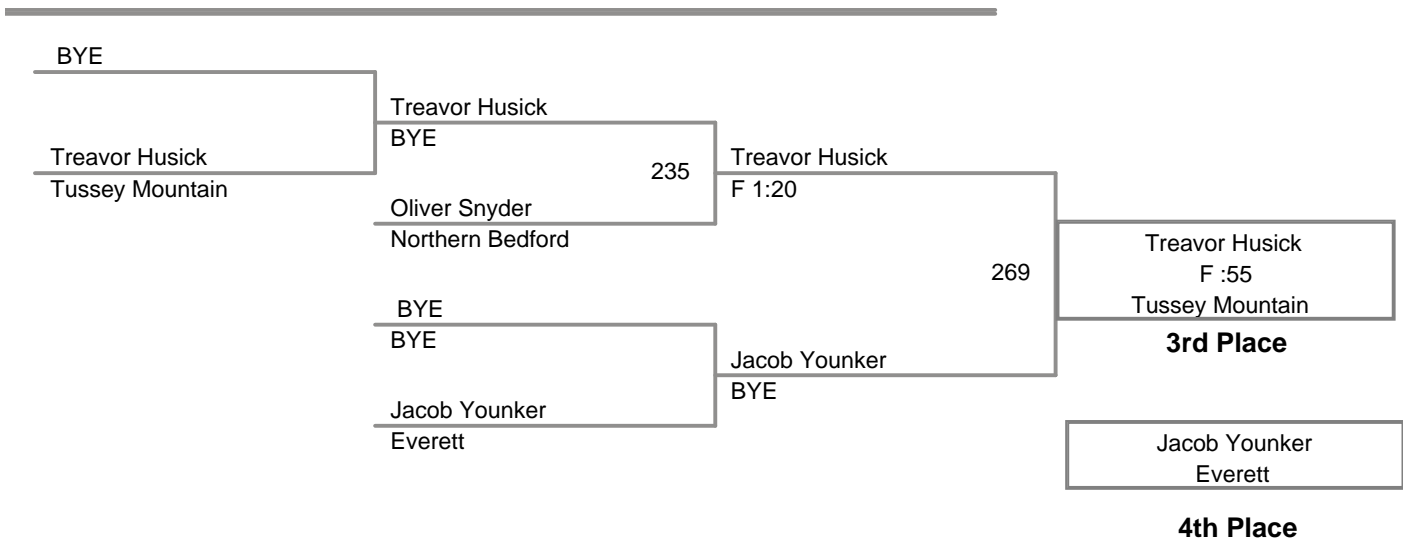 BYE
Treavor Husick
Tussey Mountain
Treavor Husick
BYE
235
Oliver Snyder
Northern Bedford
BYE
BYE
Jacob Younker
Everett
Treavor Husick
F 1:20
269
Jacob Younker
BYE
Treavor Husick
F :55
Tussey Mountain
3rd Place
Jacob Younker
Everett
4th Place